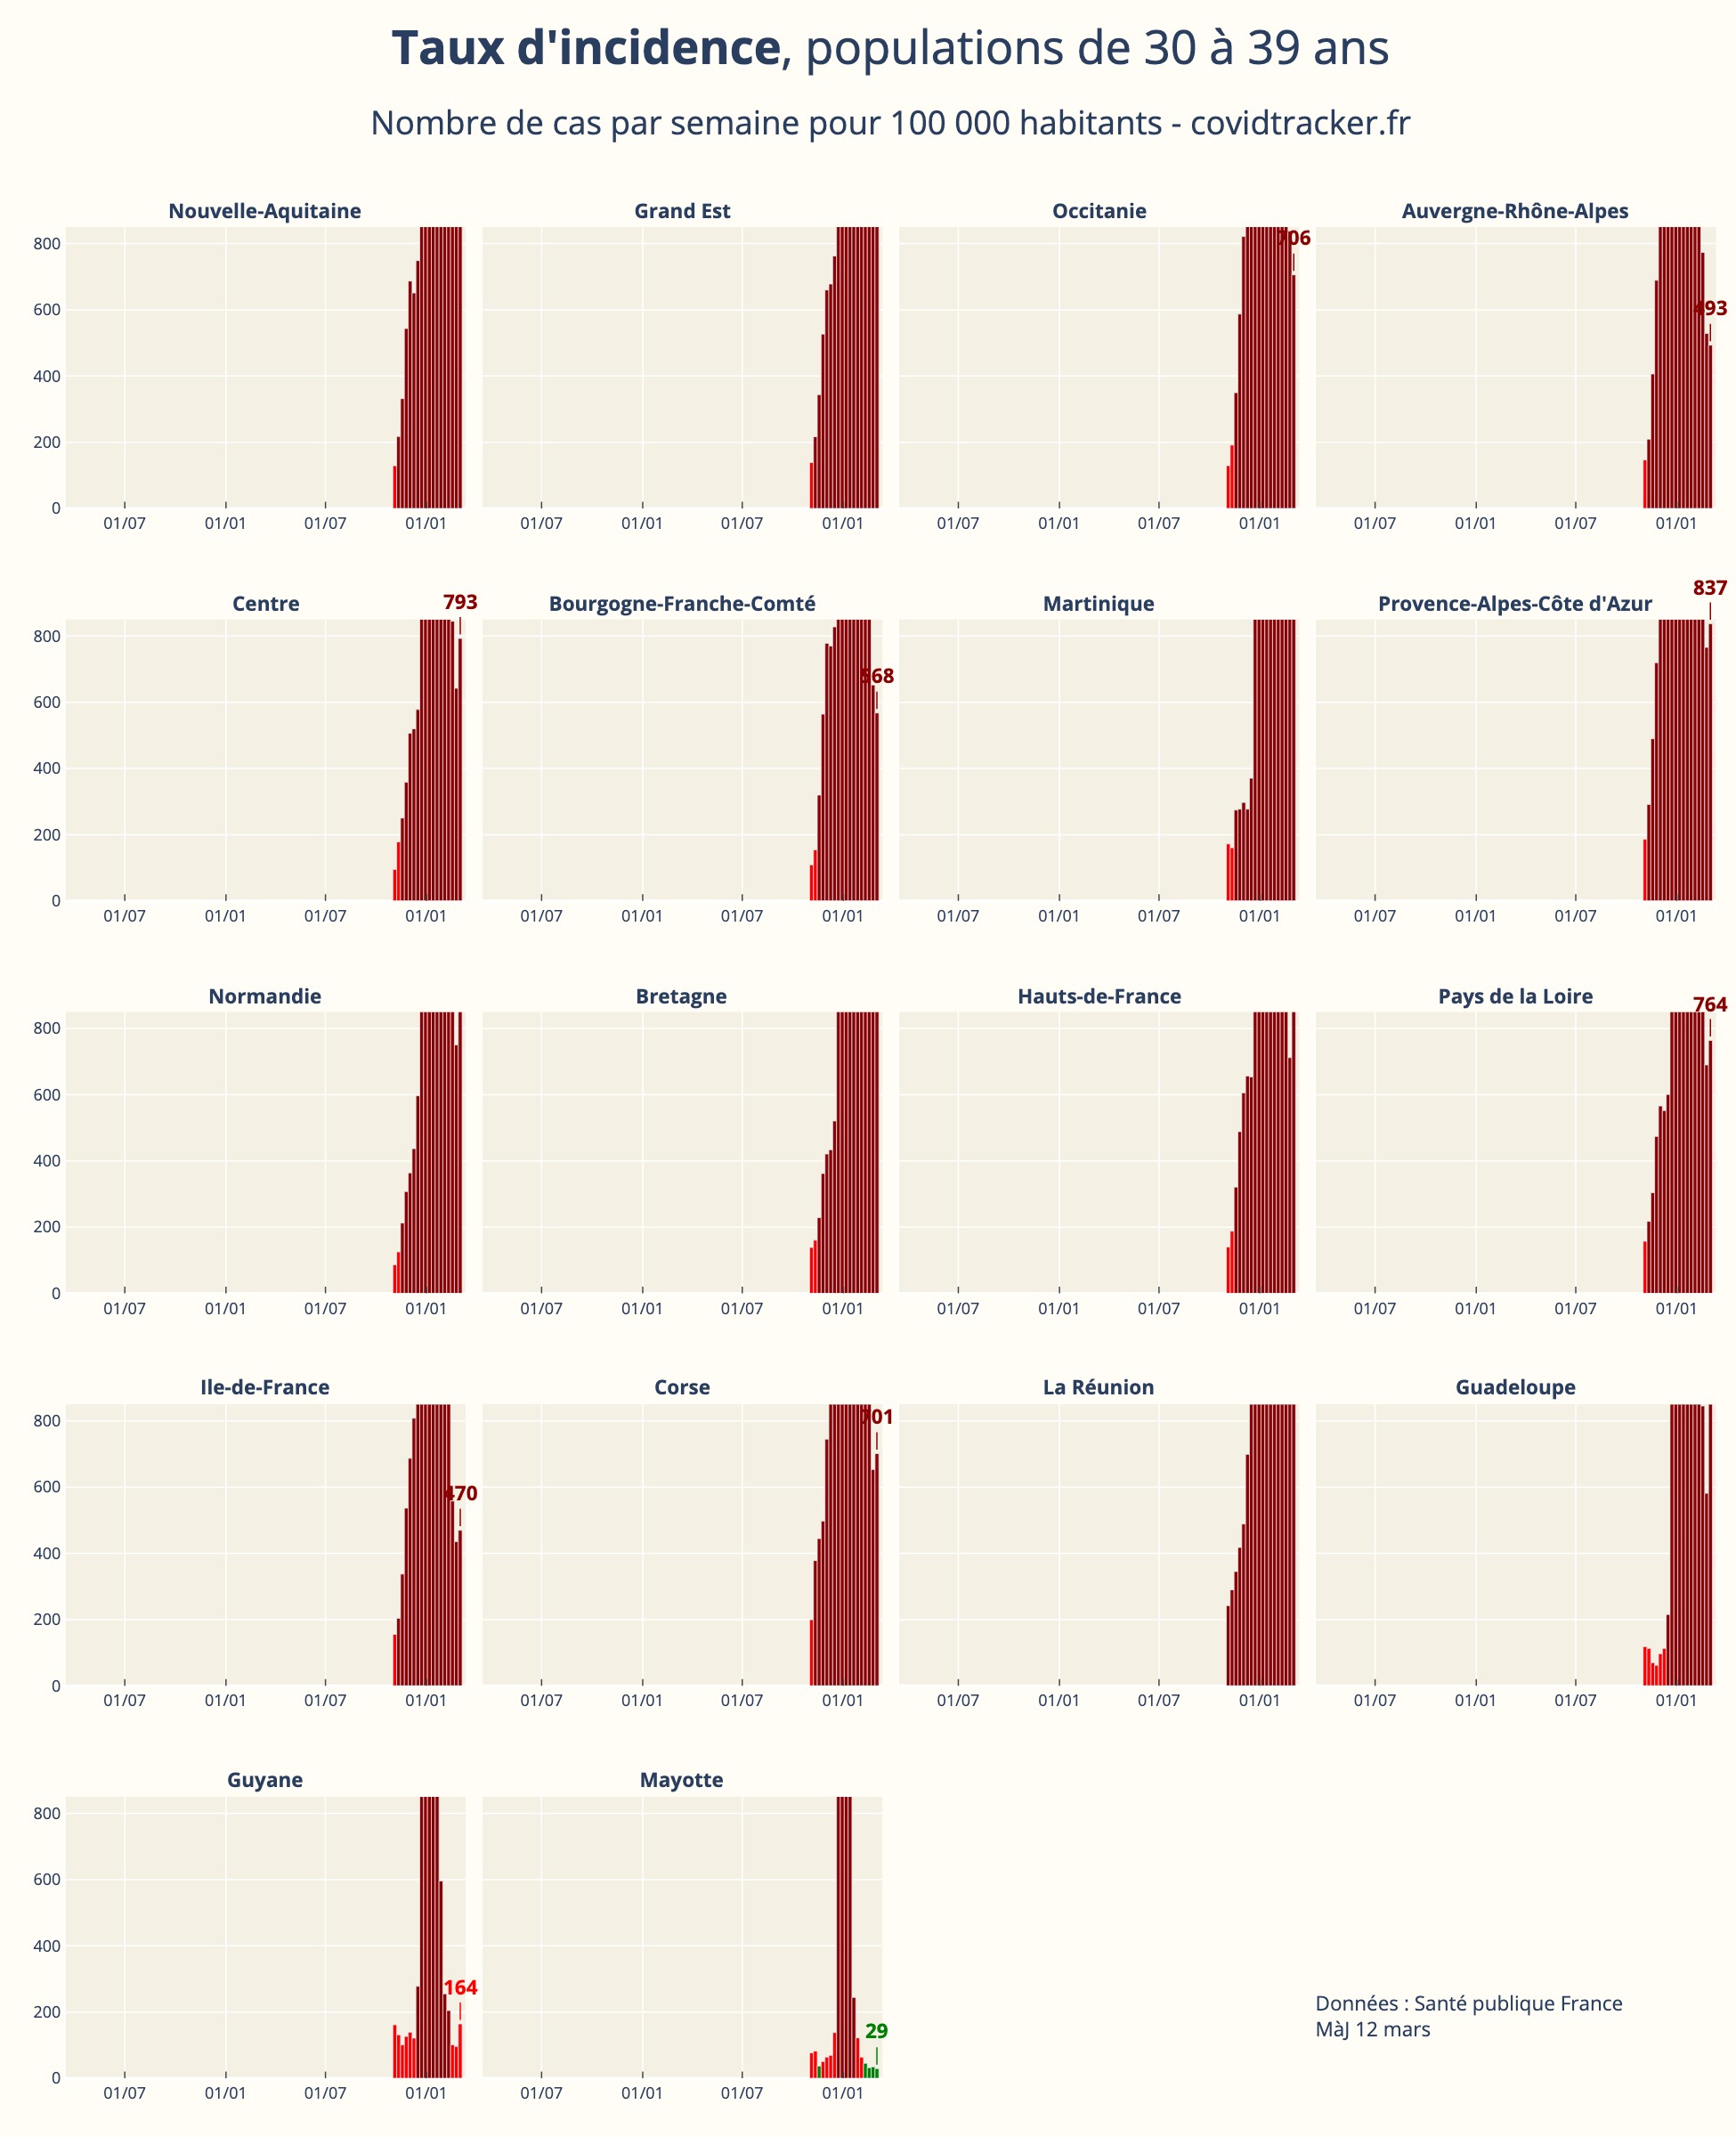 Taux d'incidence, populations de 30 à 39 ans
Nombre de cas par semaine pour 100 000 habitants - covidtracker.fr
Nouvelle-Aquitaine
Grand Est
Occitanie
Auvergne-Rhône-Alpes
800
600
400
200
0
706
493
01/07 01/01 01/07 01/01
01/07 01/01 01/07 01/01
01/07 01/01 01/07 01/01
01/07 01/01 01/07 01/01
Centre
Bourgogne-Franche-Comté
Martinique
Provence-Alpes-Côte d'Azur
793
837
800
600
400
200
0
568
01/07 01/01 01/07 01/01
01/07 01/01 01/07 01/01
01/07 01/01 01/07 01/01
01/07 01/01 01/07 01/01
Normandie
Bretagne
Hauts-de-France
Pays de la Loire
764
800
600
400
200
0
01/07 01/01 01/07 01/01
01/07 01/01 01/07 01/01
01/07 01/01 01/07 01/01
01/07 01/01 01/07 01/01
Ile-de-France
Corse
La Réunion
Guadeloupe
800
600
400
200
0
470
701
01/07 01/01 01/07 01/01
01/07 01/01 01/07 01/01
01/07 01/01 01/07 01/01
01/07 01/01 01/07 01/01
Guyane
Mayotte
800
600
400
200
0
164
29
01/07 01/01 01/07 01/01
01/07 01/01 01/07 01/01
Données : Santé publique France
MàJ 12 mars